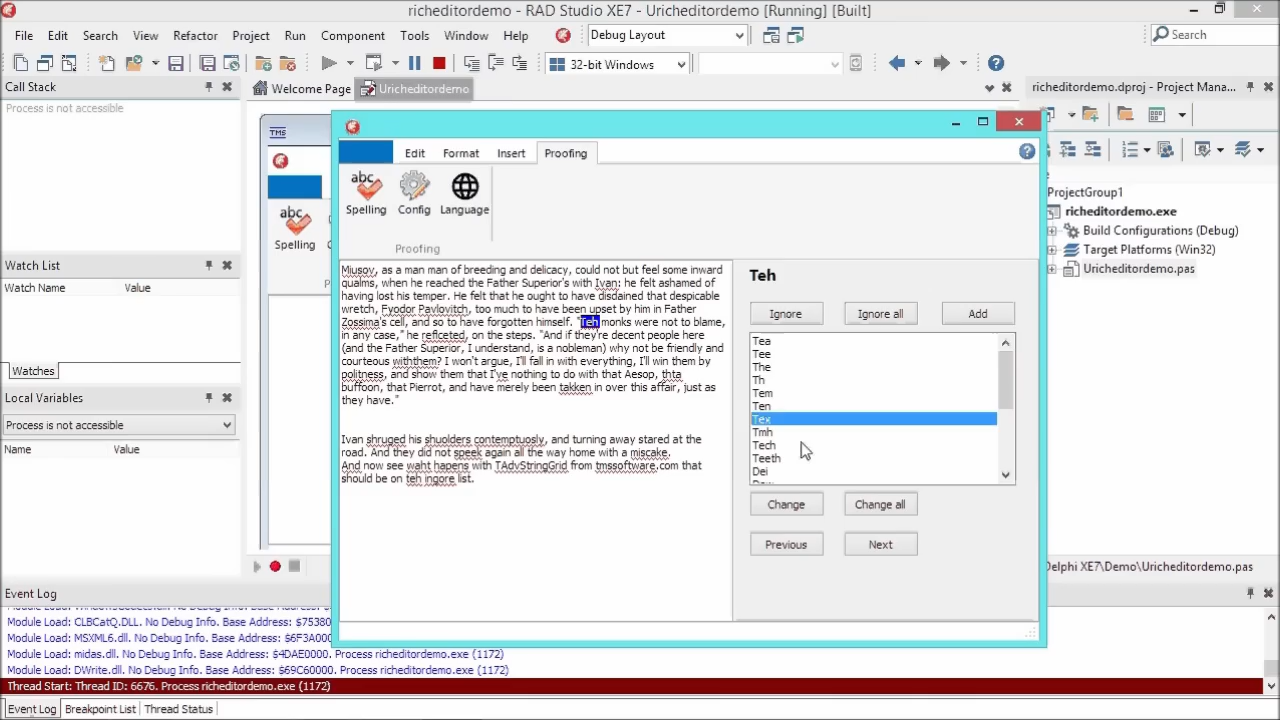 richeditordemo - RAD Studio XE7 - Uricheditordemo [Running] [Built]
File Edit Search View Refactor Project Run Component Tools Window Help Debug Layout Search
32-bit Windows
Call Stack
Process is not accessible
Welcome Page Uricheditordemo
richeditordemo.dproj - Project Mana...
TMS
Edit Format Insert Proofing
abc
Spelling Config Language
Proofing
abc
Spelling
ProjectGroup1
richeditordemo.exe
Build Configurations (Debug)
Target Platforms (Win32)
Uricheditordemo.pas
Watch List
Watch Name Value
Watches
Local Variables
Process is not accessible
Name Value
Miusov, as a man man of breeding and delicacy, could not but feel some inward
qualms, when he reached the Father Superior's with Ivan: he felt ashamed of
having lost his temper. He felt that he ought to have disdained that despicable
wretch, Fyodor Pavlovitch, too much to have been upset by him in Father
Zossima's cell, and so to have forgotten himself. "Teh monks were not to blame,
in any case," he reflceted, on the steps. "And if they're decent people here
(and the Father Superior, I understand, is a nobleman) why not be friendly and
courteous withthem? I won't argue, I'll fall in with everything, I'll win them by
politness, and show them that I've nothing to do with that Aesop, thta
buffoon, that Pierrot, and have merely been takken in over this affair, just as
they have."
Ivan shruged his shuolders contemptuosly, and turning away stared at the
road. And they did not speek again all the way home with a miscake.
And now see waht hapens with TAdvStringGrid from tmssoftware.com that
should be on teh ingore list.
Teh
Ignore Ignore all Add
Tea
Tee
The
Th
Tem
Ten
Tex
Tmh
Tech
Teeth
Dei
Change Change all
Previous Next
Delphi XE7\Demo\Uricheditordemo.pas
Event Log
Module Load: CLBCatQ.DLL. No Debug Info. Base Address: $75380
Module Load: MSXML6.dll. No Debug Info. Base Address: $6F3A000
Module Load: midas.dll. No Debug Info. Base Address: $4DAE0000. Process richeditordemo.exe (1172)
Module Load: DWrite.dll. No Debug Info. Base Address: $69C60000. Process richeditordemo.exe (1172)
Thread Start: Thread ID: 6676. Process richeditordemo.exe (1172)
Event Log Breakpoint List Thread Status